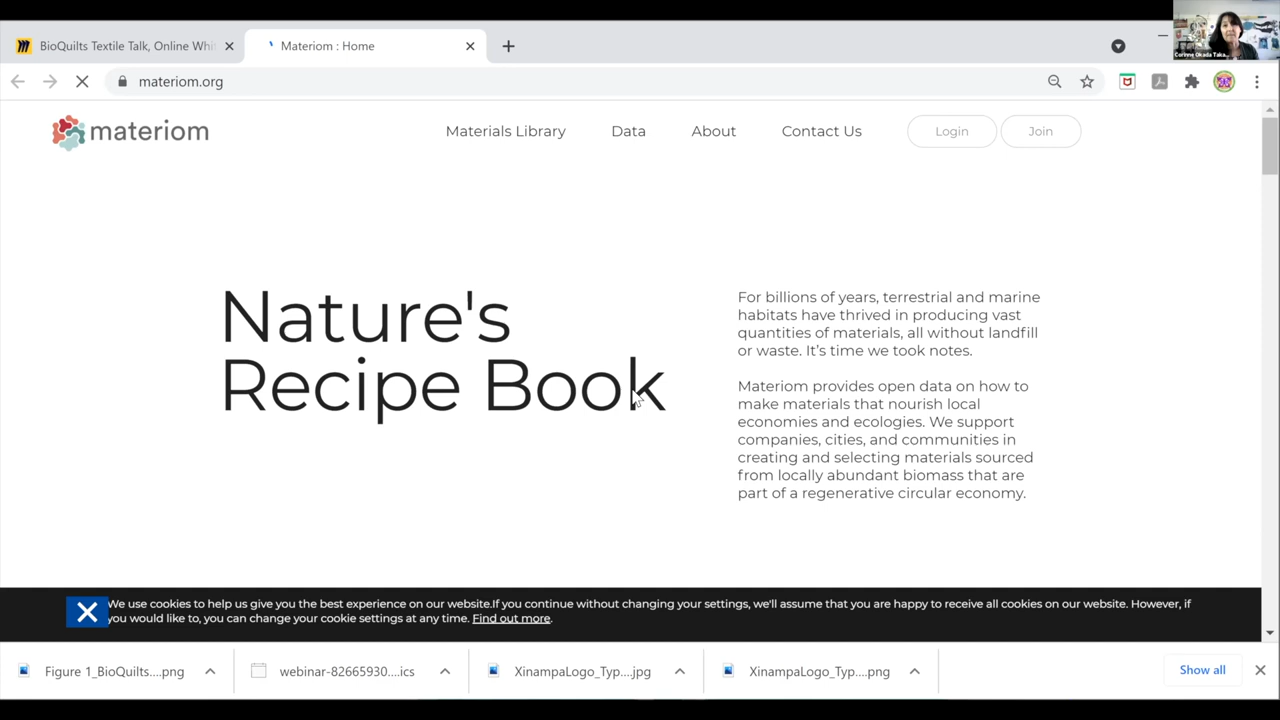 BioQuilts Textile Talk, Online Whi
Materiom : Home
Corinne Okada Taka...
materiom.org
materiom
Materials Library
Data
About
Contact Us
Login
Join
Nature's
Recipe Book
For billions of years, terrestrial and marine
habitats have thrived in producing vast
quantities of materials, all without landfill
or waste. It's time we took notes.
Materiom provides open data on how to
make materials that nourish local
economies and ecologies. We support
companies, cities, and communities in
creating and selecting materials sourced
from locally abundant biomass that are
part of a regenerative circular economy.
We use cookies to help us give you the best experience on our website.If you continue without changing your settings, we'll assume that you are happy to receive all cookies on our website. However, if
you would like to, you can change your cookie settings at any time. Find out more.
Figure 1_BioQuilts....png
webinar-82665930....ics
XinampaLogo_Typ....jpg
XinampaLogo_Typ....png
Show all